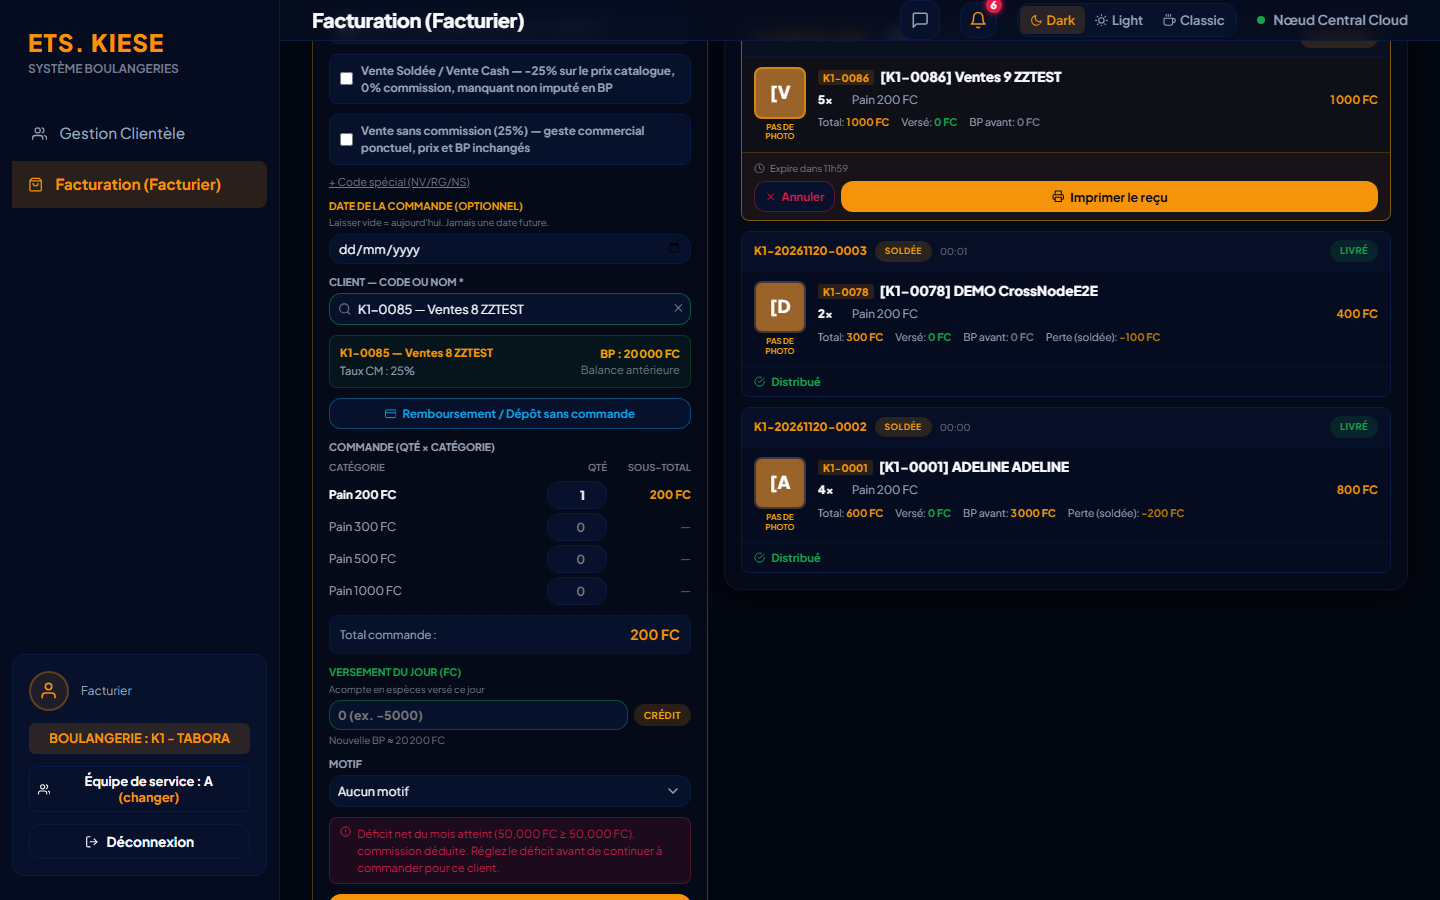 ETS. KIESE
SYSTÈME BOULANGERIES
Gestion Clientèle
Facturation (Facturier)
Facturier
BOULANGERIE : K1 - TABORA
Équipe de service : A
(changer)
Déconnexion
Facturation (Facturier)
6
Dark
Light
Classic
Nœud Central Cloud
Vente Soldée / Vente Cash — -25% sur le prix catalogue,
0% commission, manquant non imputé en BP
Vente sans commission (25%) — geste commercial
ponctuel, prix et BP inchangés
+ Code spécial (NV/RG/NS)
DATE DE LA COMMANDE (OPTIONNEL)
Laisser vide = aujourd'hui. Jamais une date future.
dd/mm/yyyy
CLIENT — CODE OU NOM *
K1-0085 — Ventes 8 ZZTEST
K1-0085 — Ventes 8 ZZTEST
BP : 20 000 FC
Taux CM : 25%
Balance antérieure
Remboursement / Dépôt sans commande
COMMANDE (QTÉ × CATÉGORIE)
CATÉGORIE QTÉ SOUS-TOTAL
Pain 200 FC 1 200 FC
Pain 300 FC 0 —
Pain 500 FC 0 —
Pain 1000 FC 0 —
Total commande : 200 FC
VERSEMENT DU JOUR (FC)
Acompte en espèces versé ce jour
0 (ex. -5000)
CRÉDIT
Nouvelle BP ≈ 20 200 FC
MOTIF
Aucun motif
Déficit net du mois atteint (50,000 FC ≥ 50,000 FC),
commission déduite. Réglez le déficit avant de continuer à
commander pour ce client.
[V
PAS DE
PHOTO
K1-0086 [K1-0086] Ventes 9 ZZTEST
5× Pain 200 FC 1 000 FC
Total: 1 000 FC Versé: 0 FC BP avant: 0 FC
Expire dans 11h59
Annuler
Imprimer le reçu
K1-20261120-0003 SOLDÉE 00:01 LIVRÉ
[D
PAS DE
PHOTO
K1-0078 [K1-0078] DEMO CrossNodeE2E
2× Pain 200 FC 400 FC
Total: 300 FC Versé: 0 FC BP avant: 0 FC Perte (soldée): -100 FC
Distribué
K1-20261120-0002 SOLDÉE 00:00 LIVRÉ
[A
PAS DE
PHOTO
K1-0001 [K1-0001] ADELINE ADELINE
4× Pain 200 FC 800 FC
Total: 600 FC Versé: 0 FC BP avant: 3 000 FC Perte (soldée): -200 FC
Distribué